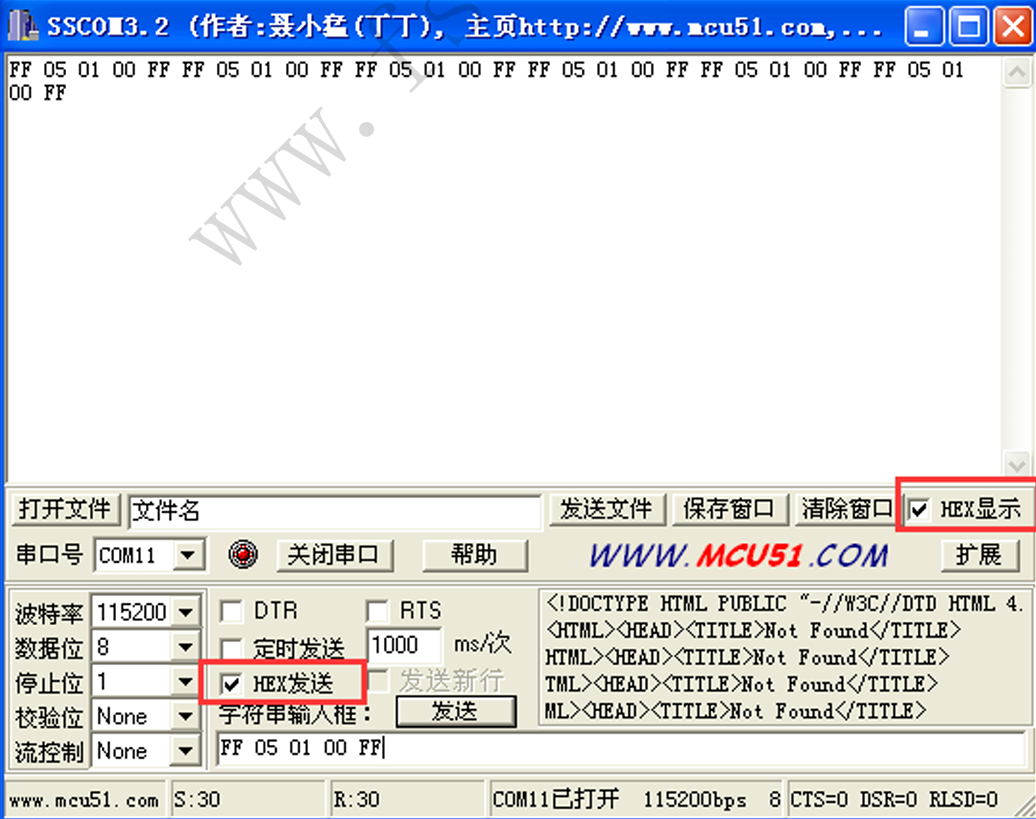 SSCOM3.2 (作者:聂小猛(丁丁), 主页http://www.mcu51.com,...
FF 05 01 00 FF FF 05 01 00 FF FF 05 01 00 FF FF 05 01 00 FF FF 05 01 00 FF FF 05 01
00 FF
www.fs
打开文件 文件名 发送文件 保存窗口 清除窗口 HEX显示
串口号 COM11 关闭串口 帮助 WWW.MCU51.COM 扩展
波特率 115200 DTR RTS
数据位 8 定时发送 1000 ms/次
停止位 1 HEX发送 发送新行
校验位 None 字符串输入框: 发送
流控制 None FF 05 01 00 FF
<!DOCTYPE HTML PUBLIC "-//W3C//DTD HTML 4.
<HTML><HEAD><TITLE>Not Found</TITLE>
HTML><HEAD><TITLE>Not Found</TITLE>
TML><HEAD><TITLE>Not Found</TITLE>
ML><HEAD><TITLE>Not Found</TITLE>
www.mcu51.com S:30 R:30 COM11已打开 115200bps 8 CTS=0 DSR=0 RLSD=0